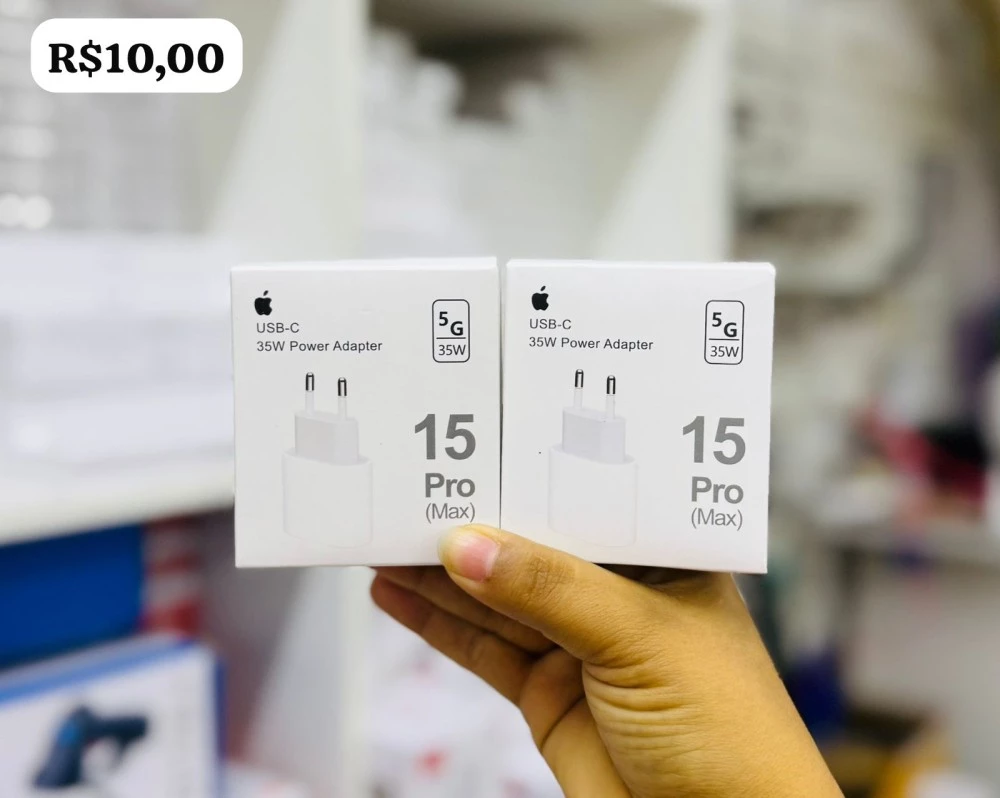 R$10,00
USB-C
35W Power Adapter
5G
35W
15
Pro
(Max)
USB-C
35W Power Adapter
5G
35W
15
Pro
(Max)